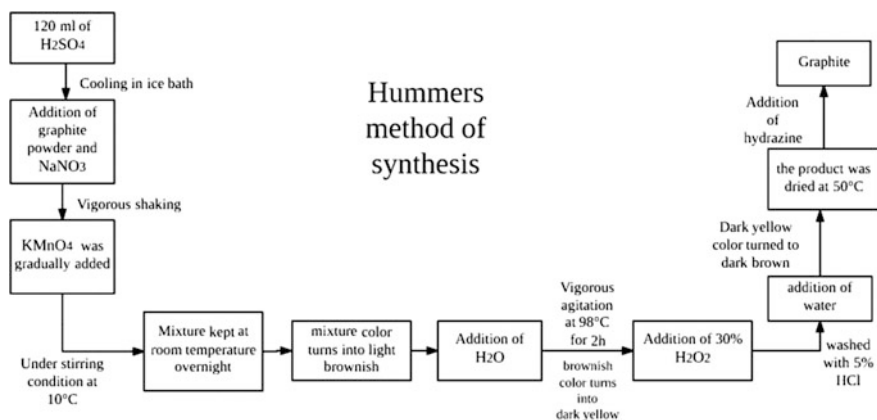 120 ml of
H2SO4
Cooling in ice bath
Addition of
graphite
powder and
NaNO3
Vigorous shaking
KMnO4 was
gradually added
Under stirring
condition at
10°C
Mixture kept at
room temperature
overnight
mixture color
turns into light
brownish
Addition of
H2O
Vigorous
agitation
at 98°C
for 2h
brownish
color turns
into
dark yellow
Addition of 30%
H2O2
washed
with 5%
HCl
addition of
water
Dark yellow
color turned to
dark brown
the product was
dried at 50°C
Addition
of
hydrazine
Graphite
Hummers
method of
synthesis